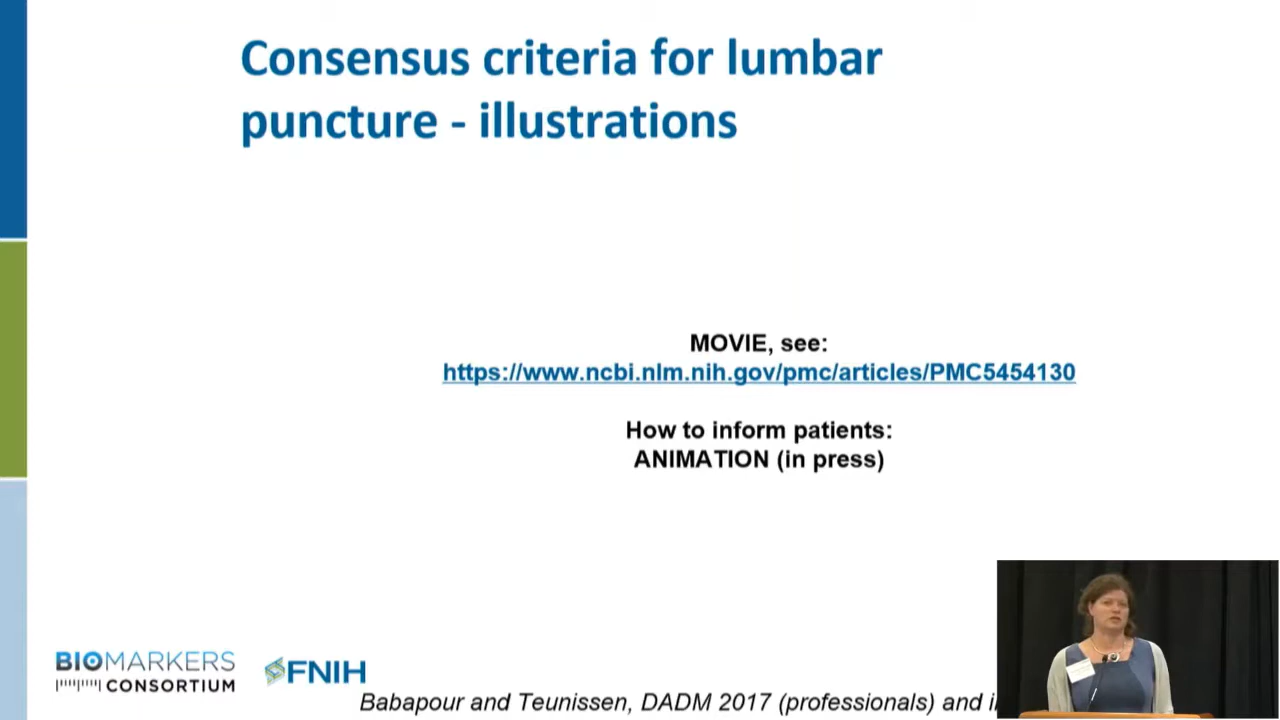 Consensus criteria for lumbar
puncture - illustrations
MOVIE, see:
https://www.ncbi.nlm.nih.gov/pmc/articles/PMC5454130
How to inform patients:
ANIMATION (in press)
BIOMARKERS
CONSORTIUM
FNIH
Babapour and Teunissen, DADM 2017 (professionals) and